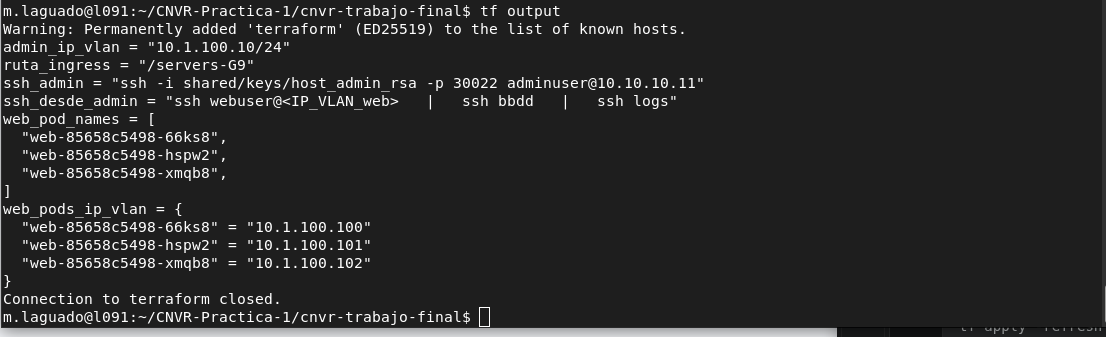 m.laguado@l091:~/CNVR-Practica-1/cnvr-trabajo-final$ tf output
Warning: Permanently added 'terraform' (ED25519) to the list of known hosts.
admin_ip_vlan = "10.1.100.10/24"
ruta_ingress = "/servers-G9"
ssh_admin = "ssh -i shared/keys/host_admin_rsa -p 30022 adminuser@10.10.10.11"
ssh_desde_admin = "ssh webuser@<IP_VLAN_web>   |   ssh bbdd   |   ssh logs"
web_pod_names = [
  "web-85658c5498-66ks8",
  "web-85658c5498-hspw2",
  "web-85658c5498-xmqb8",
]
web_pods_ip_vlan = {
  "web-85658c5498-66ks8" = "10.1.100.100"
  "web-85658c5498-hspw2" = "10.1.100.101"
  "web-85658c5498-xmqb8" = "10.1.100.102"
}
Connection to terraform closed.
m.laguado@l091:~/CNVR-Practica-1/cnvr-trabajo-final$